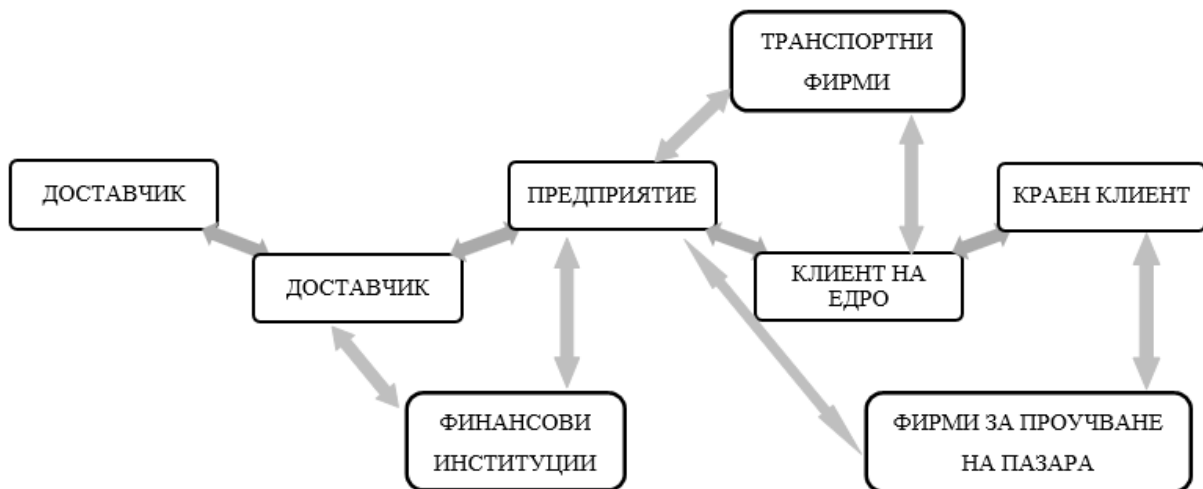 ТРАНСПОРТНИ
ФИРМИ
ДОСТАВЧИК
ПРЕДПРИЯТИЕ
КРАЕН КЛИЕНТ
ДОСТАВЧИК
КЛИЕНТ НА
ЕДРО
ФИНАНСОВИ
ИНСТИТУЦИИ
ФИРМИ ЗА ПРОУЧВАНЕ
НА ПАЗАРА